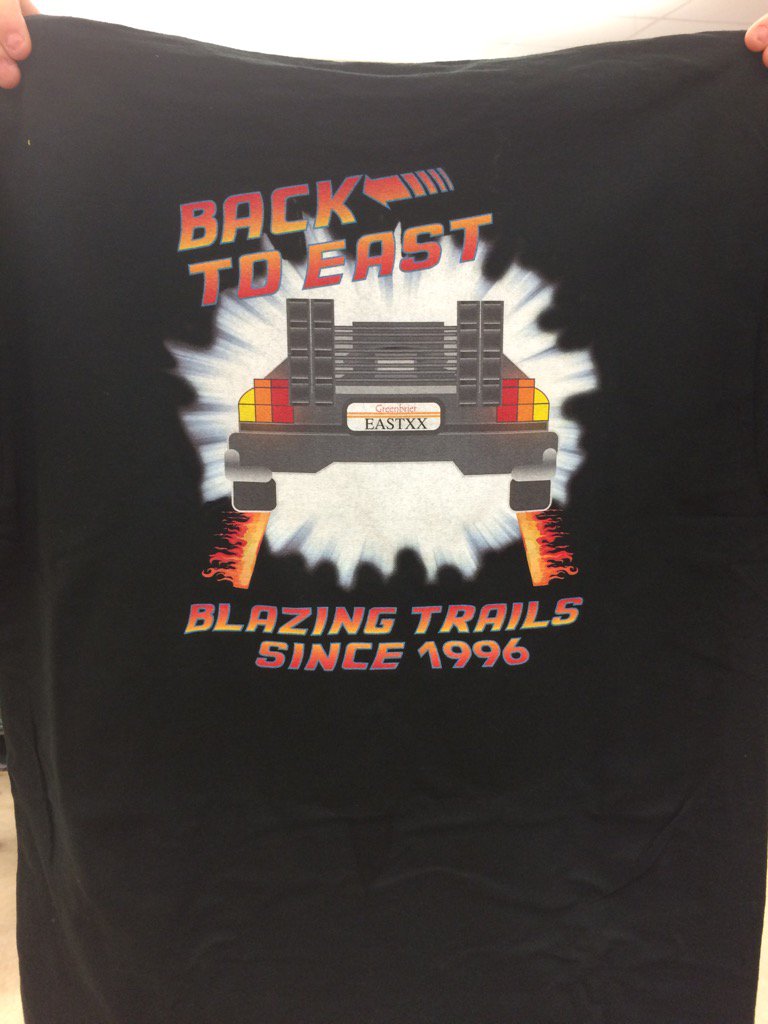 BACK
TO EAST
Greenbrier
EASTXX
BLAZING TRAILS
SINCE 1996